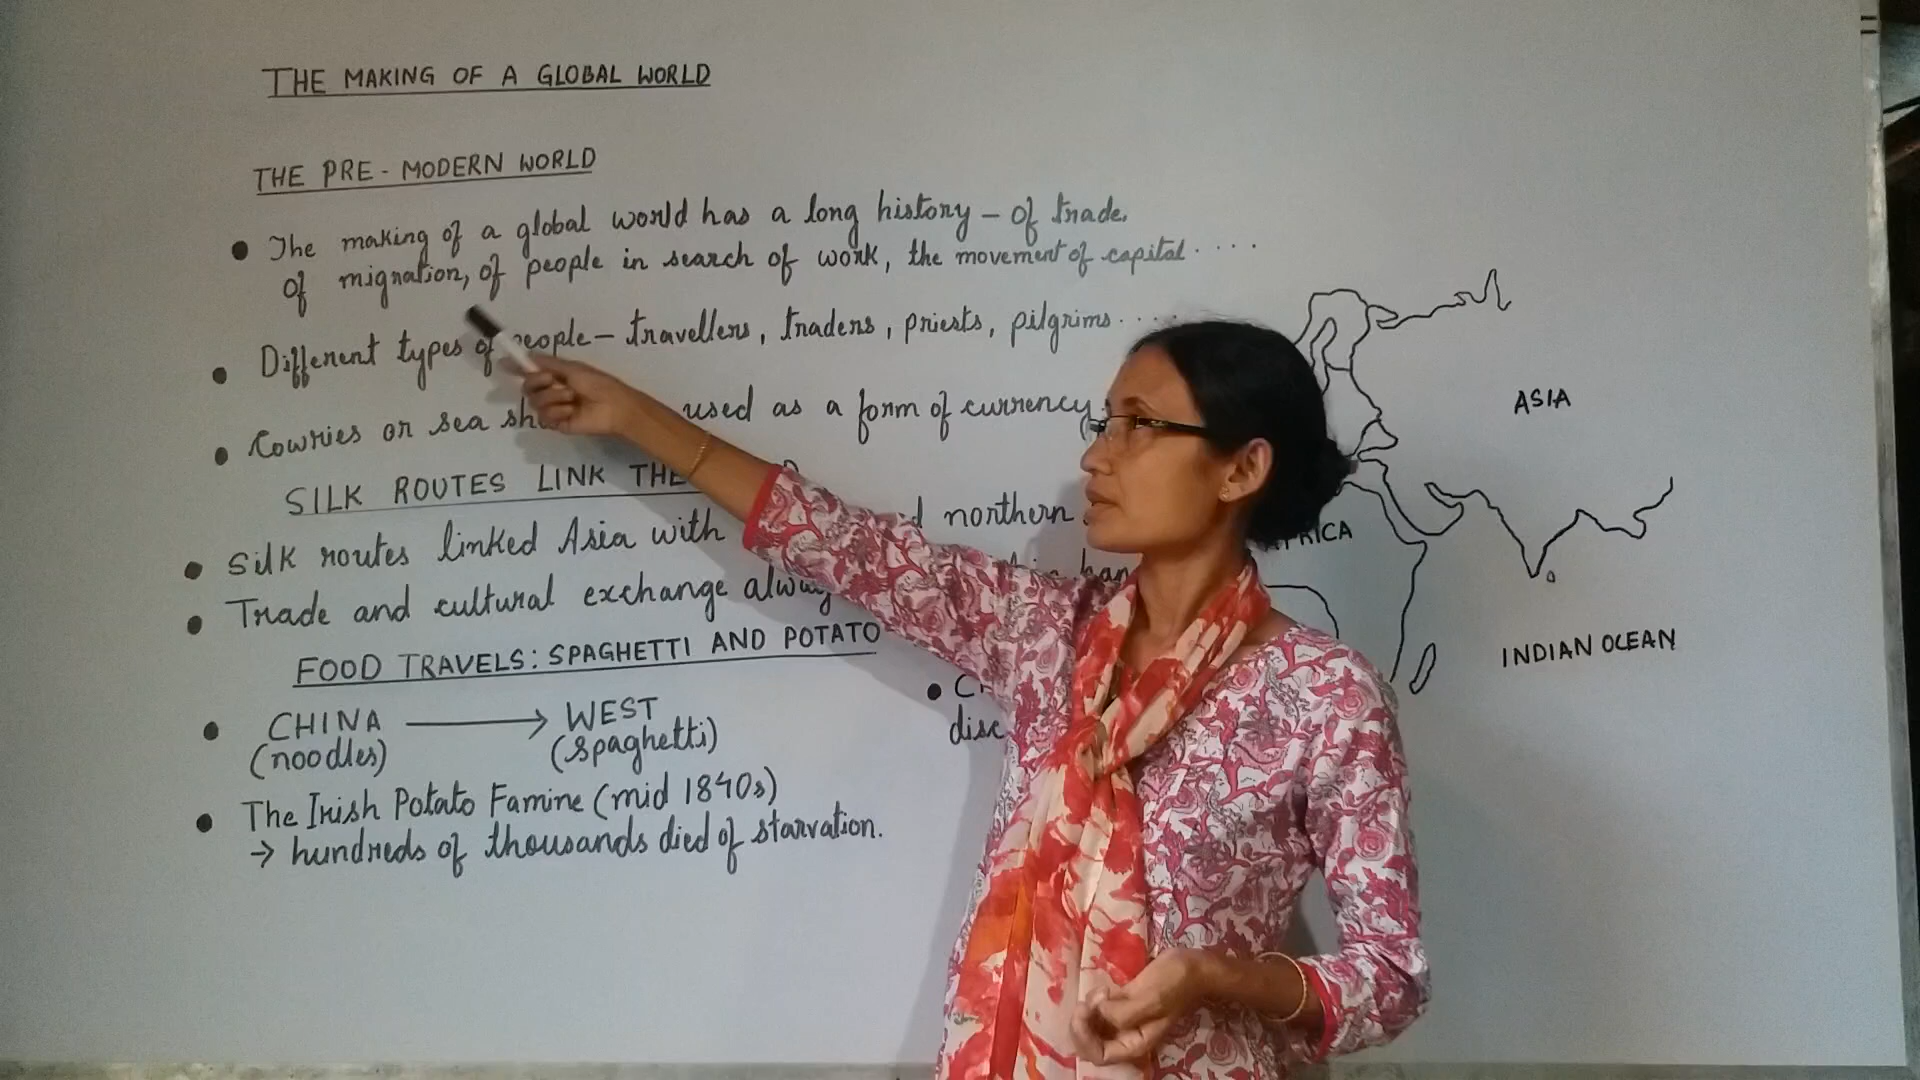 THE MAKING OF A GLOBAL WORLD
THE PRE-MODERN WORLD
• The making of a global world has a long history - of trade,
of migration, of people in search of work, the movement of capital....
• Different types of people - travellers, traders, priests, pilgrims....
• Cowries or sea used as a form of currency.
SILK ROUTES LINK THE
• Silk routes linked Asia with northern
• Trade and cultural exchange
FOOD TRAVELS: SPAGHETTI AND POTATO
• CHINA → WEST
(noodles) (spaghetti)
• The Irish Potato Famine (mid 1840s)
→ hundreds of thousands died of starvation.
ASIA
INDIAN OCEAN